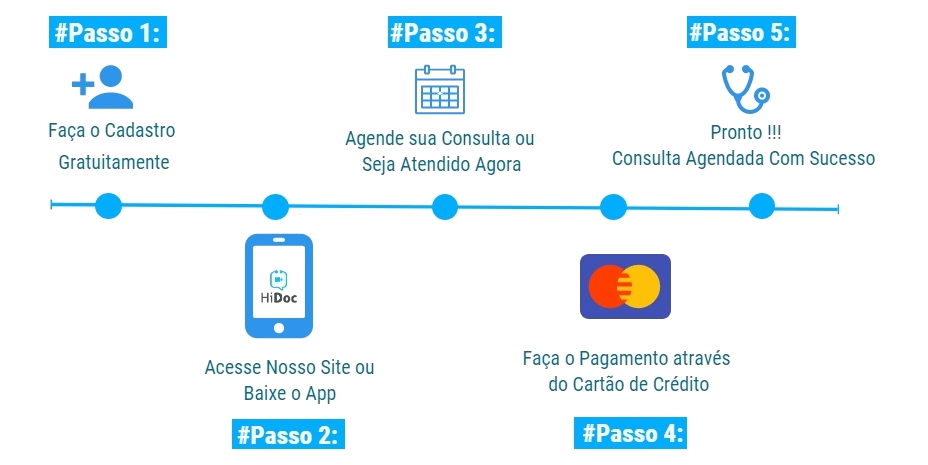 #Passo 1:
Faça o Cadastro
Gratuitamente
HiDoc
Acesse Nosso Site ou
Baixe o App
#Passo 2:
#Passo 3:
Agende sua Consulta ou
Seja Atendido Agora
Faça o Pagamento através
do Cartão de Crédito
#Passo 4:
#Passo 5:
Pronto !!!
Consulta Agendada Com Sucesso